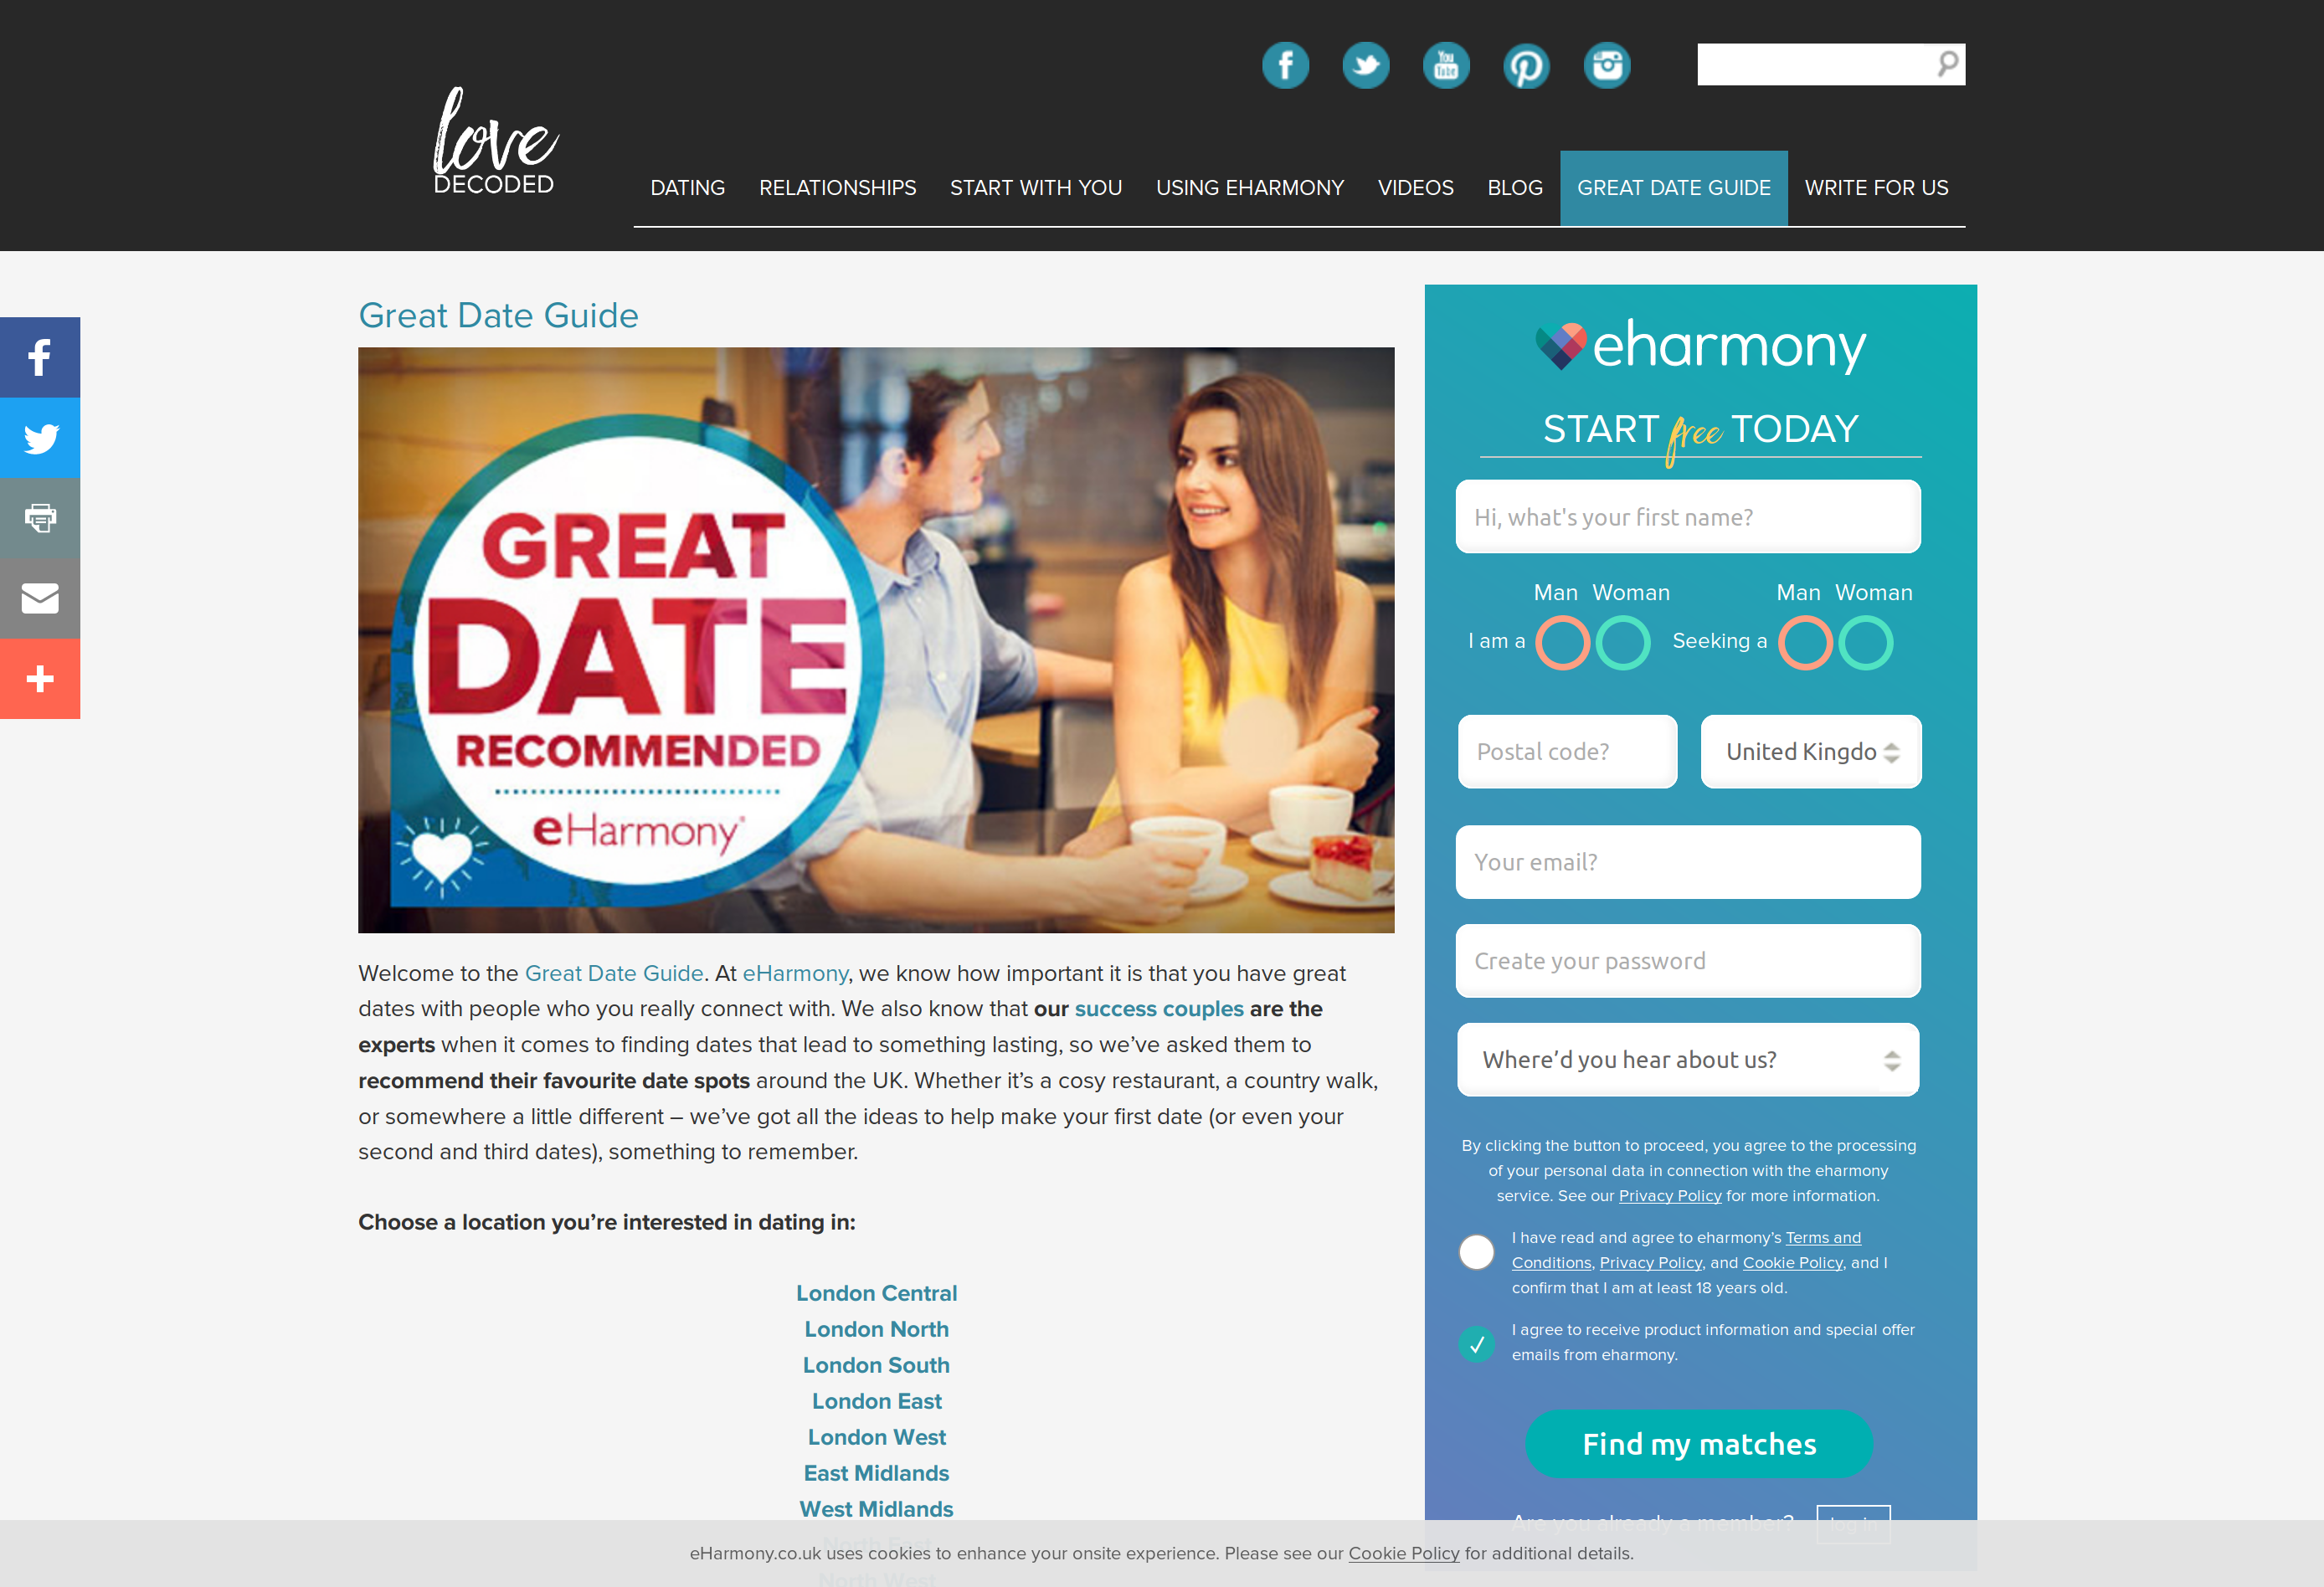 You
Tube
love
DECODED
DATING RELATIONSHIPS START WITH YOU USING EHARMONY VIDEOS BLOG GREAT DATE GUIDE WRITE FOR US
Great Date Guide
GREAT
DATE
RECOMMENDED
eHarmony®
Welcome to the Great Date Guide. At eHarmony, we know how important it is that you have great
dates with people who you really connect with. We also know that our success couples are the
experts when it comes to finding dates that lead to something lasting, so we’ve asked them to
recommend their favourite date spots around the UK. Whether it’s a cosy restaurant, a country walk,
or somewhere a little different – we’ve got all the ideas to help make your first date (or even your
second and third dates), something to remember.
Choose a location you’re interested in dating in:
London Central
London North
London South
London East
London West
East Midlands
West Midlands
North East
North West
eharmony
START free TODAY
Hi, what's your first name?
Man Woman Man Woman
I am a Seeking a
Postal code? United Kingdo
Your email?
Create your password
Where’d you hear about us?
By clicking the button to proceed, you agree to the processing
of your personal data in connection with the eharmony
service. See our Privacy Policy for more information.
I have read and agree to eharmony’s Terms and
Conditions, Privacy Policy, and Cookie Policy, and I
confirm that I am at least 18 years old.
I agree to receive product information and special offer
emails from eharmony.
Find my matches
Are you already a member? log in
eHarmony.co.uk uses cookies to enhance your onsite experience. Please see our Cookie Policy for additional details.